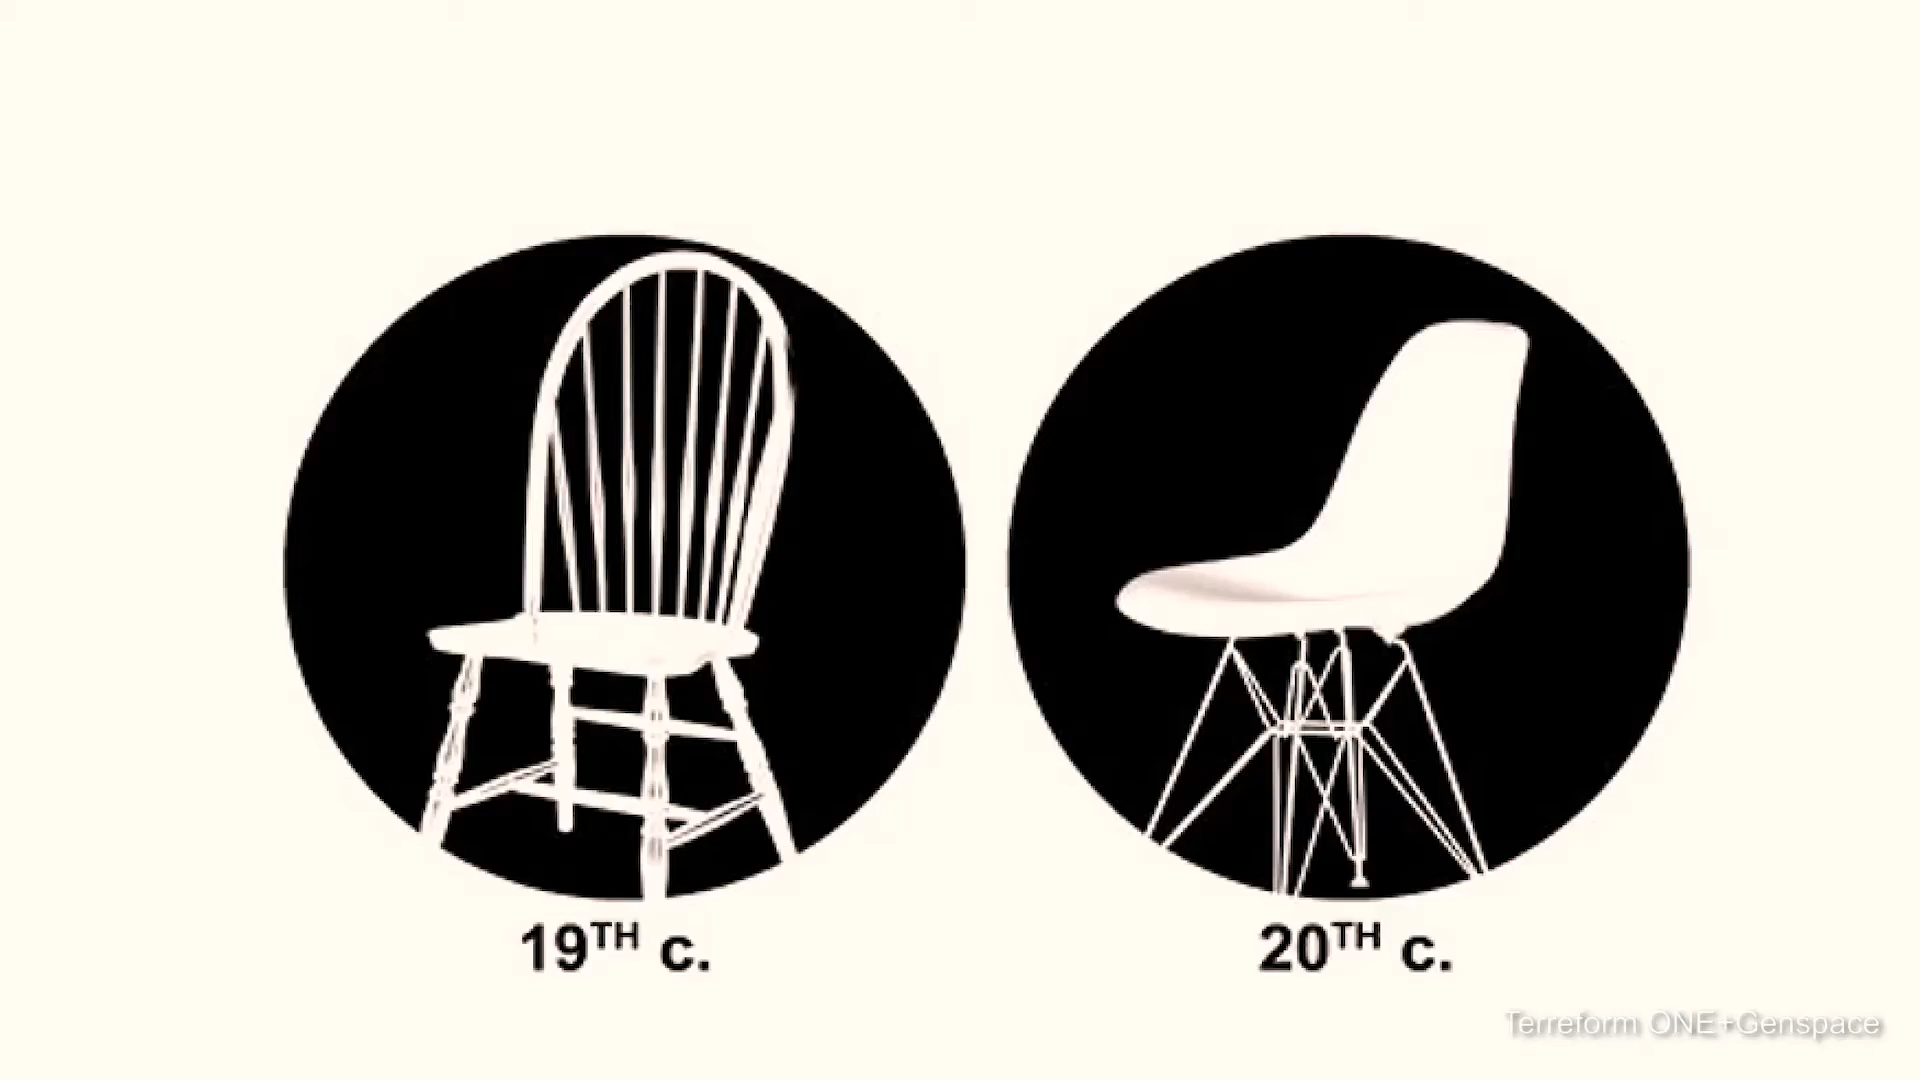 19TH c.
20TH c.
Terreform ONE+Genspace